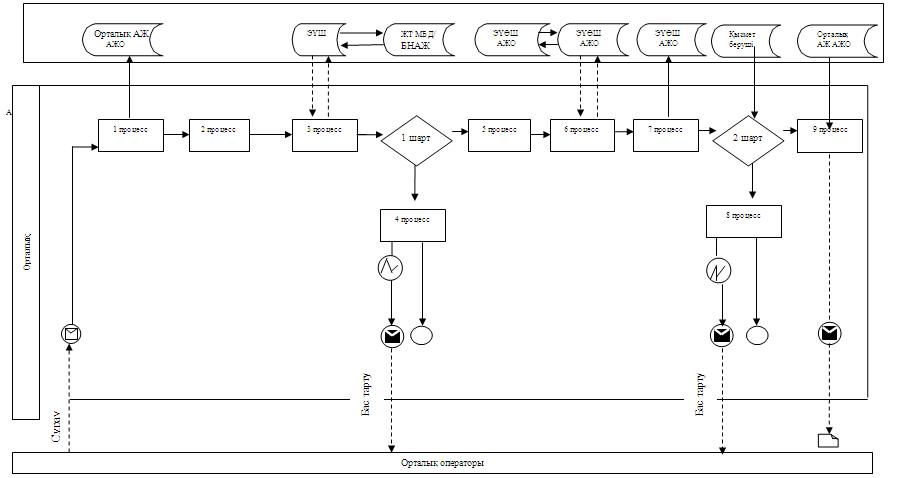 Орталық АЖ
АЖО
ЭҮШ
ЖТ МБД/
БНАЖ
ЭҮӨШ
АЖО
ЭҮӨШ
АЖО
ЭҮӨШ
АЖО
Қызмет
беруші
Орталық
АЖ АЖО
А
1 процесс
2 процесс
3 процесс
1 шарт
5 процесс
6 процесс
7 процесс
2 шарт
9 процесс
4 процесс
8 процесс
Орталық
Сұрау
Бас тарту
Бас тарту
Орталық операторы